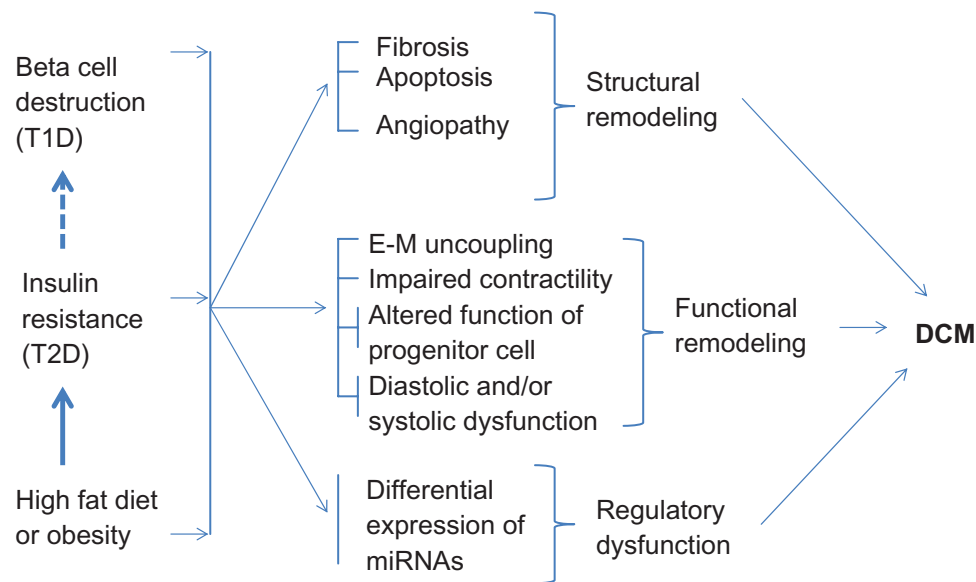 Beta cell
destruction
(T1D)
Insulin
resistance
(T2D)
High fat diet
or obesity
Fibrosis
Apoptosis
Angiopathy
Structural
remodeling
E-M uncoupling
Impaired contractility
Altered function of
progenitor cell
Diastolic and/or
systolic dysfunction
Functional
remodeling
Differential
expression of
miRNAs
Regulatory
dysfunction
DCM